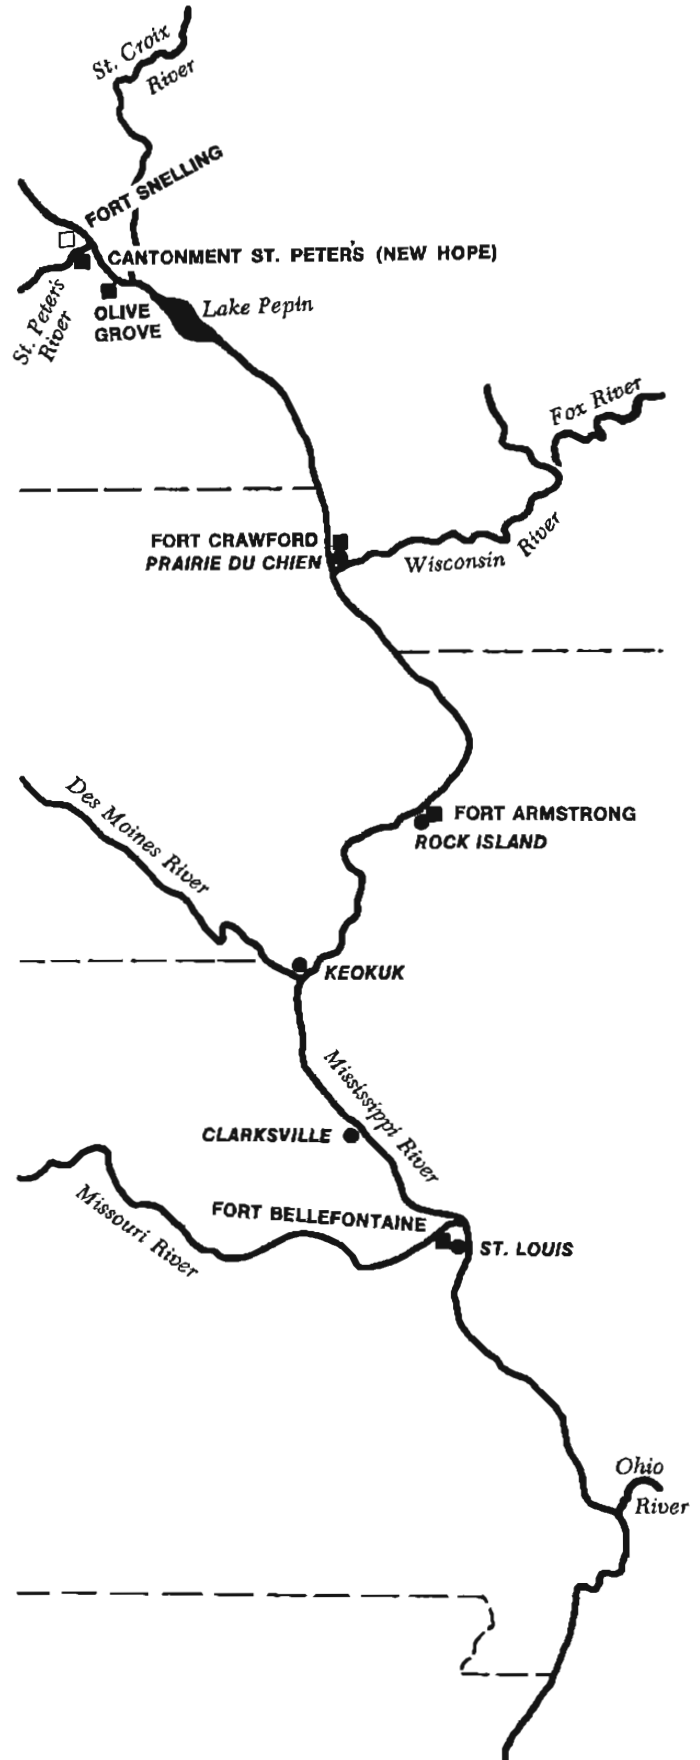 St. Croix
River
FORT SNELLING
CANTONMENT ST. PETER'S (NEW HOPE)
St. Peter's
River
OLIVE
GROVE
Lake Pepin
Fox River
FORT CRAWFORD
PRAIRIE DU CHIEN
Wisconsin
River
Des Moines River
FORT ARMSTRONG
ROCK ISLAND
KEOKUK
Mississippi River
CLARKSVILLE
Missouri River
FORT BELLEFONTAINE
ST. LOUIS
Ohio
River